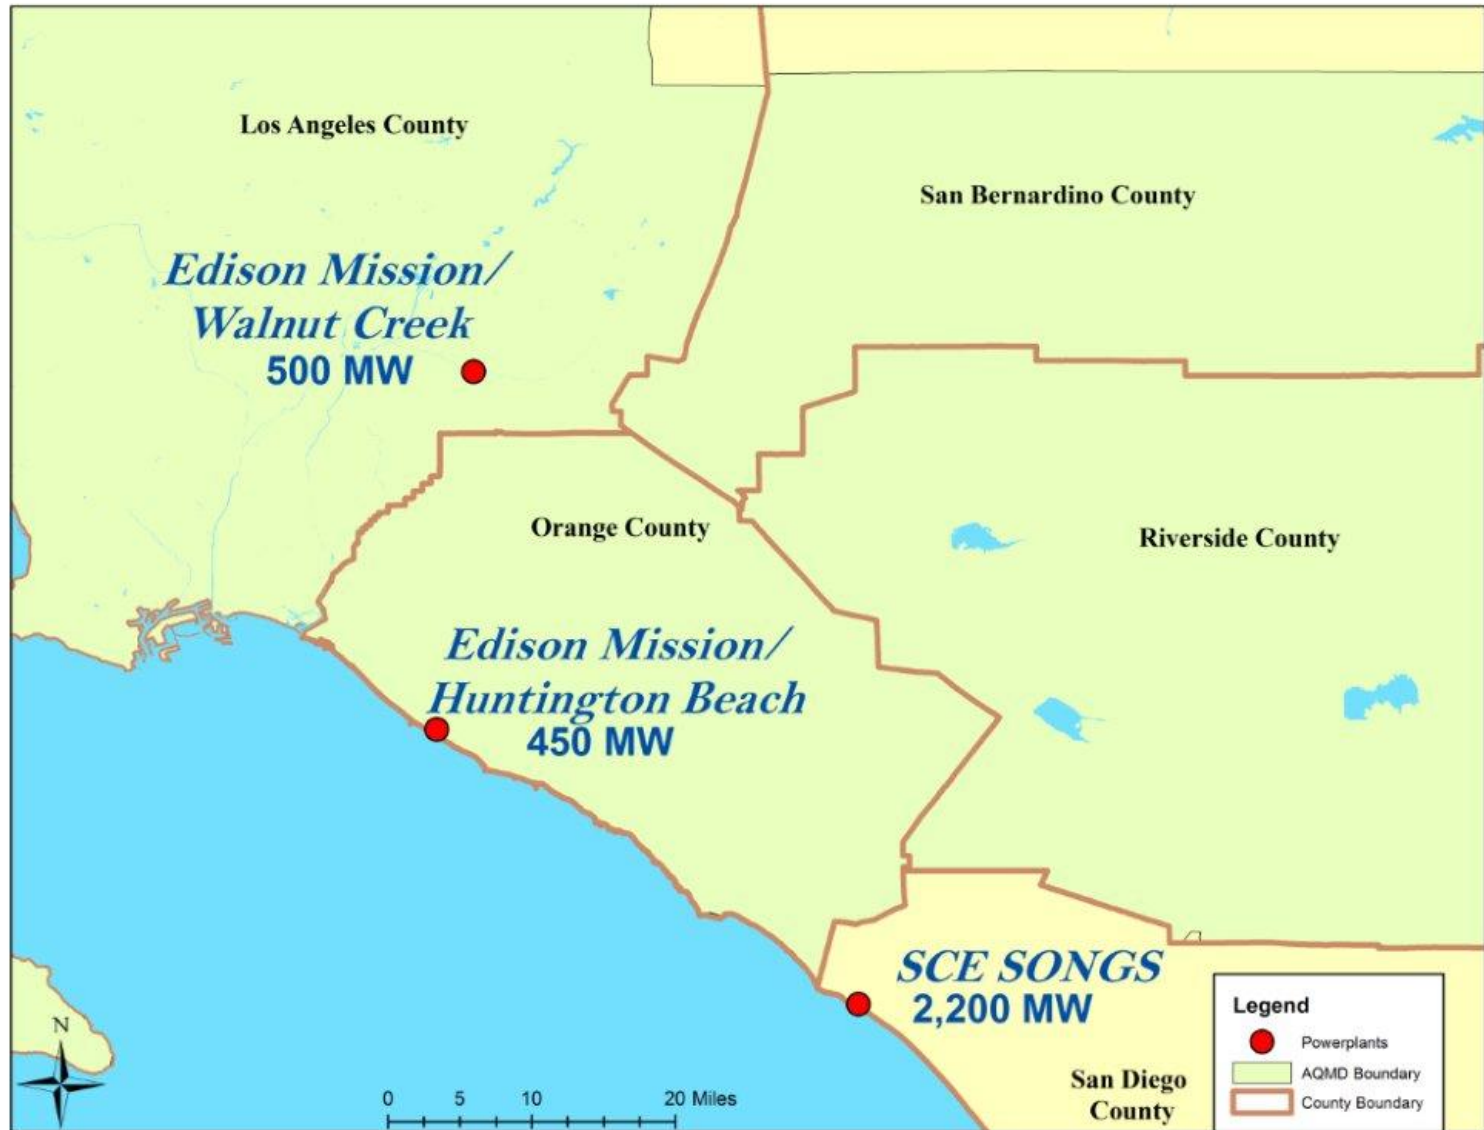 Los Angeles County
San Bernardino County
Edison Mission/
Walnut Creek
500 MW
Orange County
Riverside County
Edison Mission/
Huntington Beach
450 MW
SCE SONGS
2,200 MW
San Diego
County
Legend
Powerplants
AQMD Boundary
County Boundary
N
0 5 10 20 Miles